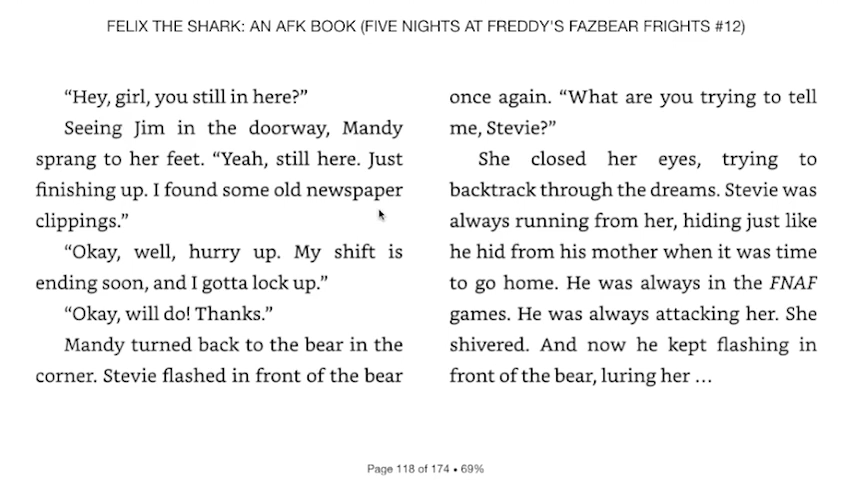 FELIX THE SHARK: AN AFK BOOK (FIVE NIGHTS AT FREDDY'S FAZBEAR FRIGHTS #12)
“Hey, girl, you still in here?”
Seeing Jim in the doorway, Mandy
sprang to her feet. “Yeah, still here. Just
finishing up. I found some old newspaper
clippings.”
“Okay, well, hurry up. My shift is
ending soon, and I gotta lock up.”
“Okay, will do! Thanks.”
Mandy turned back to the bear in the
corner. Stevie flashed in front of the bear
once again. “What are you trying to tell
me, Stevie?”
She closed her eyes, trying to
backtrack through the dreams. Stevie was
always running from her, hiding just like
he hid from his mother when it was time
to go home. He was always in the FNAF
games. He was always attacking her. She
shivered. And now he kept flashing in
front of the bear, luring her ...
Page 118 of 174 • 69%